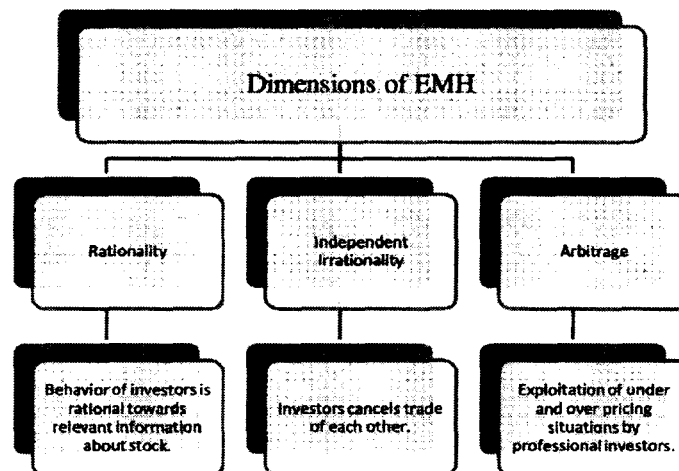 Dimensions of EMH
Rationality
Independent
Irrationality
Arbitrage
Behavior of investors is
rational towards
relevant information
about stock.
Investors cancels trade
of each other.
Exploitation of under
and over pricing
situations by
professional investors.